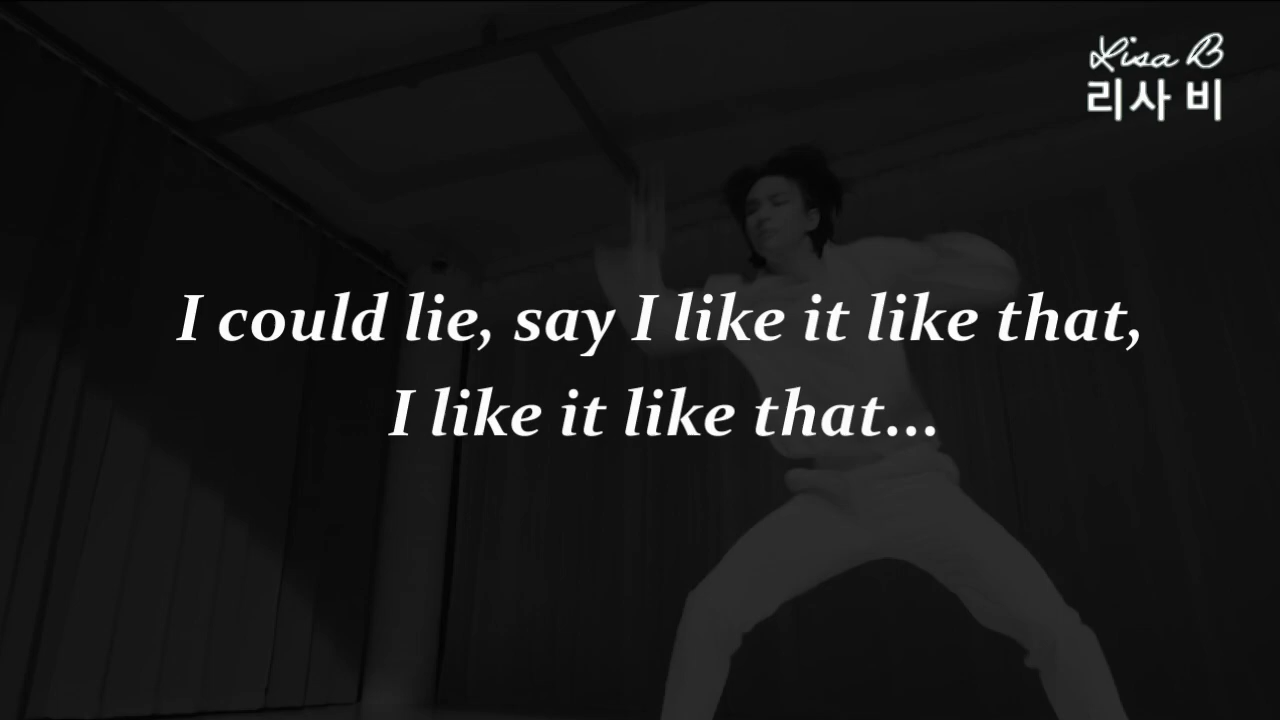 Lisa B
리사 비
I could lie, say I like it like that,
I like it like that...